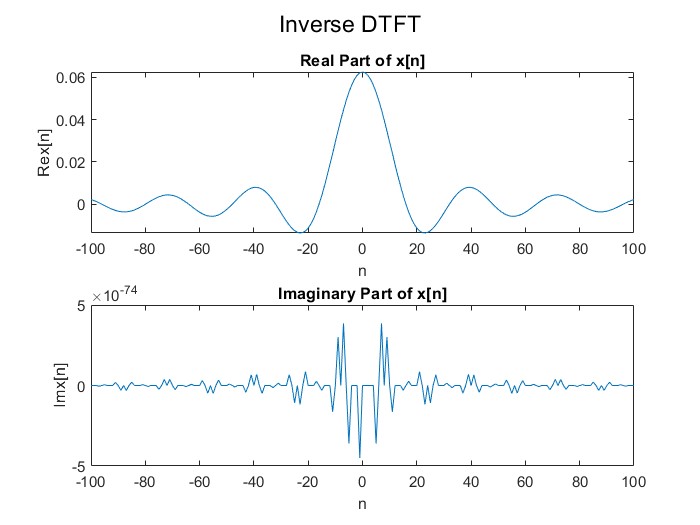 Inverse DTFT
Real Part of x[n]
0.06
0.04
0.02
0
Rex[n]
-100 -80 -60 -40 -20 0 20 40 60 80 100
n
×10^-74
Imaginary Part of x[n]
5
0
-5
Imx[n]
-100 -80 -60 -40 -20 0 20 40 60 80 100
n